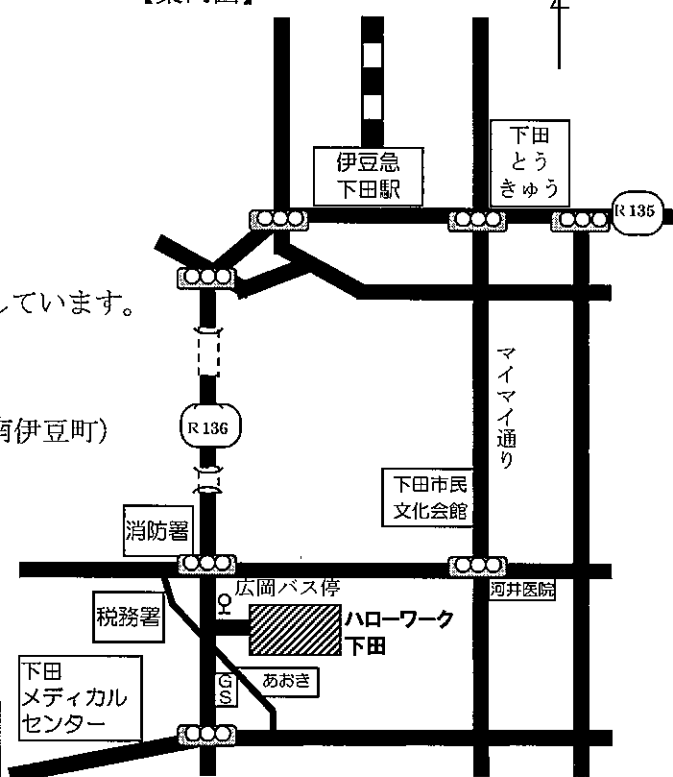 【案内図】
伊豆急
下田駅
下田
とう
きゅう
R 135
しています。
マイマイ通り
南伊豆町）
R 136
下田市民
文化会館
消防署
広岡バス停
河井医院
税務署
ハローワーク
下田
下田
メディカル
センター
GS
あおき